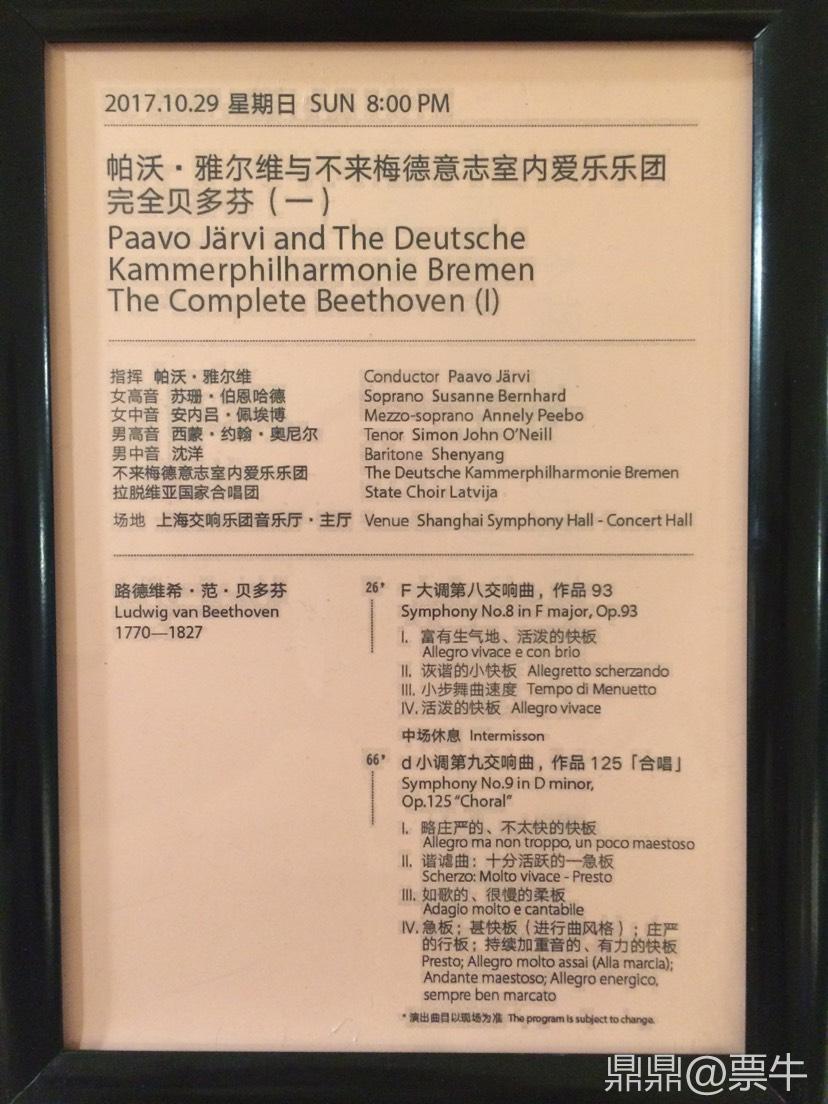 2017.10.29 星期日 SUN 8:00 PM
帕沃·雅尔维与不来梅德意志室内爱乐乐团
完全贝多芬（一）
Paavo Järvi and The Deutsche
Kammerphilharmonie Bremen
The Complete Beethoven (I)
指挥 帕沃·雅尔维 Conductor Paavo Järvi
女高音 苏珊·伯恩哈德 Soprano Susanne Bernhard
女中音 安内吕·佩埃博 Mezzo-soprano Annely Peebo
男高音 西蒙·约翰·奥尼尔 Tenor Simon John O'Neill
男中音 沈洋 Baritone Shenyang
不来梅德意志室内爱乐乐团 The Deutsche Kammerphilharmonie Bremen
拉脱维亚国家合唱团 State Choir Latvija
场地 上海交响乐团音乐厅·主厅 Venue Shanghai Symphony Hall - Concert Hall
路德维希·范·贝多芬
Ludwig van Beethoven
1770—1827
26' F 大调第八交响曲，作品 93
Symphony No.8 in F major, Op.93
I. 富有生气地、活泼的快板
Allegro vivace e con brio
II. 诙谐的小快板 Allegretto scherzando
III. 小步舞曲速度 Tempo di Menuetto
IV. 活泼的快板 Allegro vivace
中场休息 Intermisson
66' d 小调第九交响曲，作品 125「合唱」
Symphony No.9 in D minor,
Op.125 "Choral"
I. 略庄严的、不太快的快板
Allegro ma non troppo, un poco maestoso
II. 谐谑曲：十分活跃的—急板
Scherzo: Molto vivace - Presto
III. 如歌的、很慢的柔板
Adagio molto e cantabile
IV. 急板；甚快板（进行曲风格）；庄严
的行板；持续加重音的、有力的快板
Presto; Allegro molto assai (Alla marcia);
Andante maestoso; Allegro energico,
sempre ben marcato
* 演出曲目以现场为准 The program is subject to change.
鼎鼎@票牛